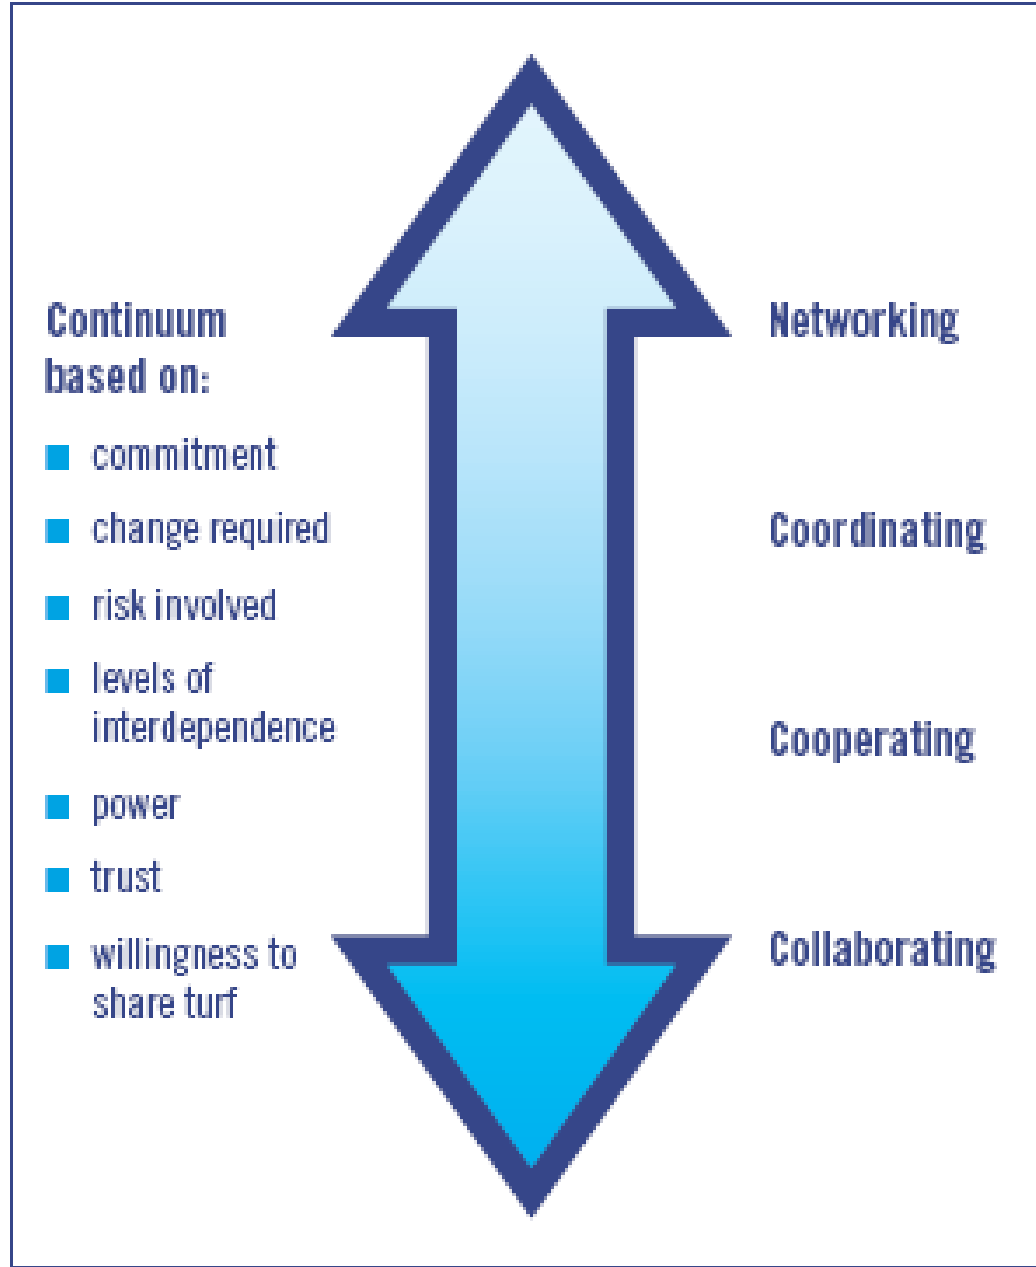 Continuum
based on:
commitment
change required
risk involved
levels of
interdependence
power
trust
willingness to
share turf
Networking
Coordinating
Cooperating
Collaborating